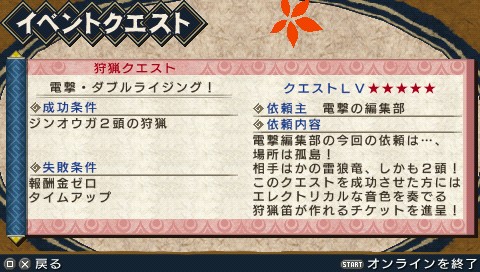 イベントクエスト
狩猟クエスト
電撃・ダブルライジング！
クエストＬＶ★★★★★
成功条件
ジンオウガ２頭の狩猟
失敗条件
報酬金ゼロ
タイムアップ
依頼主 電撃の編集部
依頼内容
電撃編集部の今回の依頼は…、
場所は孤島！
相手はかの雷狼竜、しかも２頭！
このクエストを成功させた方には
エレクトリカルな音色を奏でる
狩猟笛が作れるチケットを進呈！
戻る
START オンラインを終了